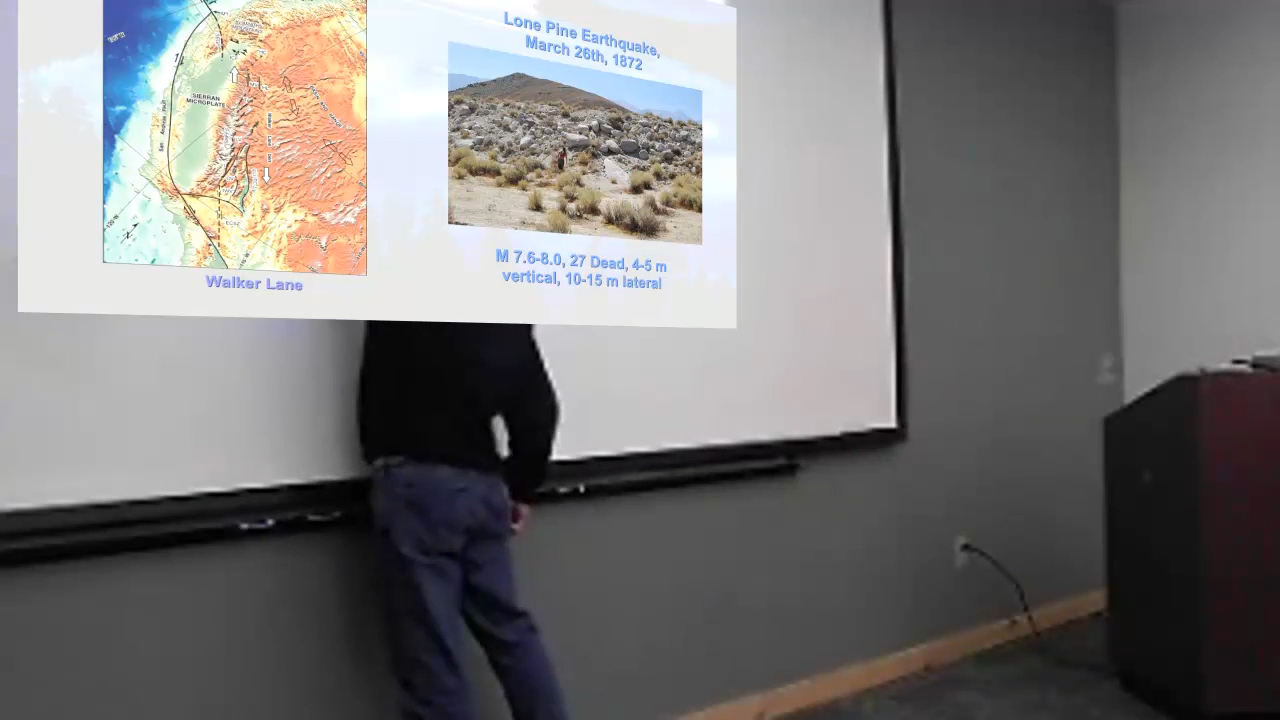 Lone Pine Earthquake,
March 26th, 1872
SIERRAN
MICROPLATE
M 7.6-8.0, 27 Dead, 4-5 m
vertical, 10-15 m lateral
Walker Lane